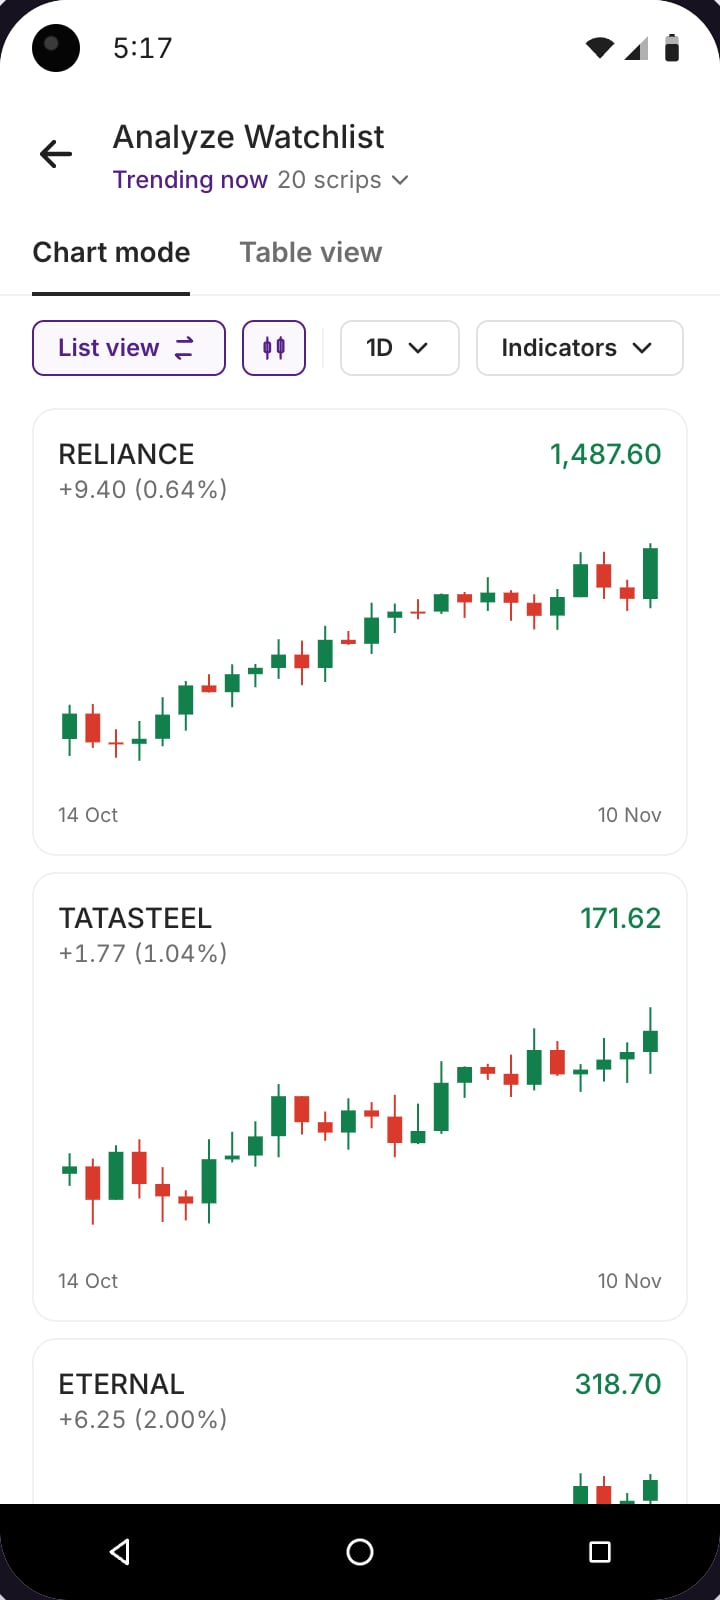 5:17
Analyze Watchlist
Trending now 20 scrips
Chart mode Table view
List view 1D Indicators
RELIANCE 1,487.60
+9.40 (0.64%)
14 Oct 10 Nov
TATASTEEL 171.62
+1.77 (1.04%)
14 Oct 10 Nov
ETERNAL 318.70
+6.25 (2.00%)